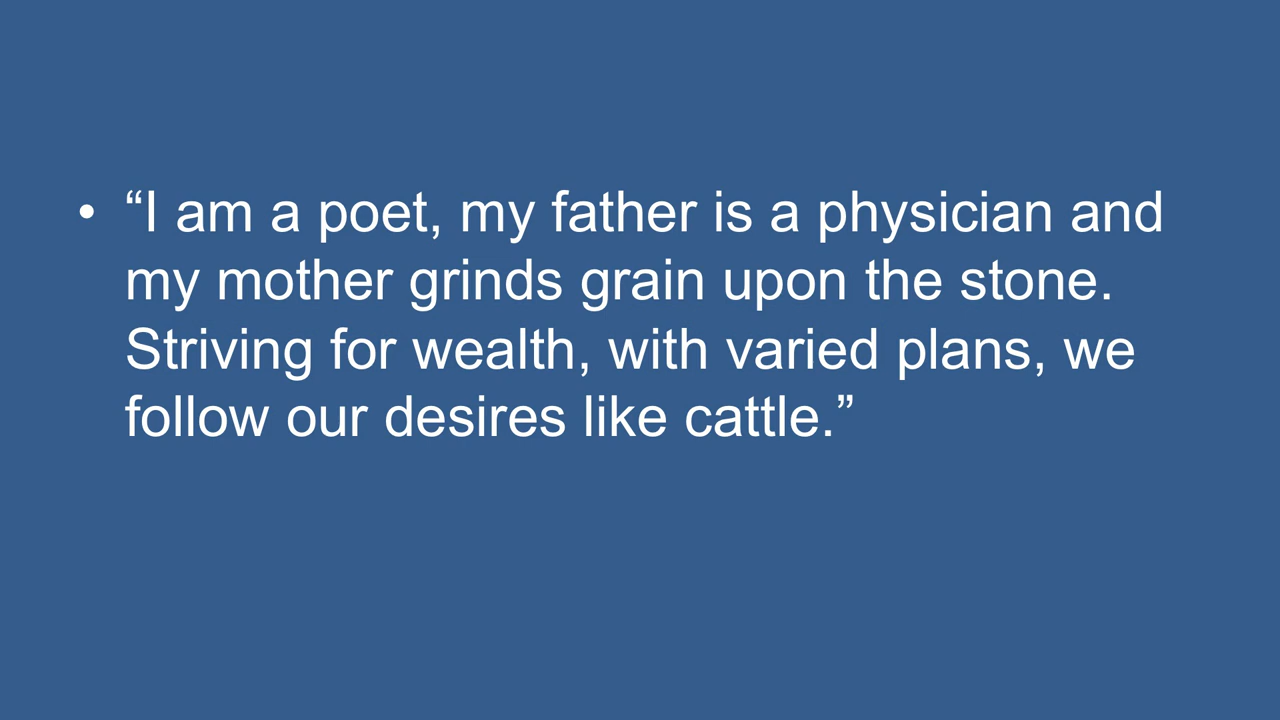 • “I am a poet, my father is a physician and
my mother grinds grain upon the stone.
Striving for wealth, with varied plans, we
follow our desires like cattle.”